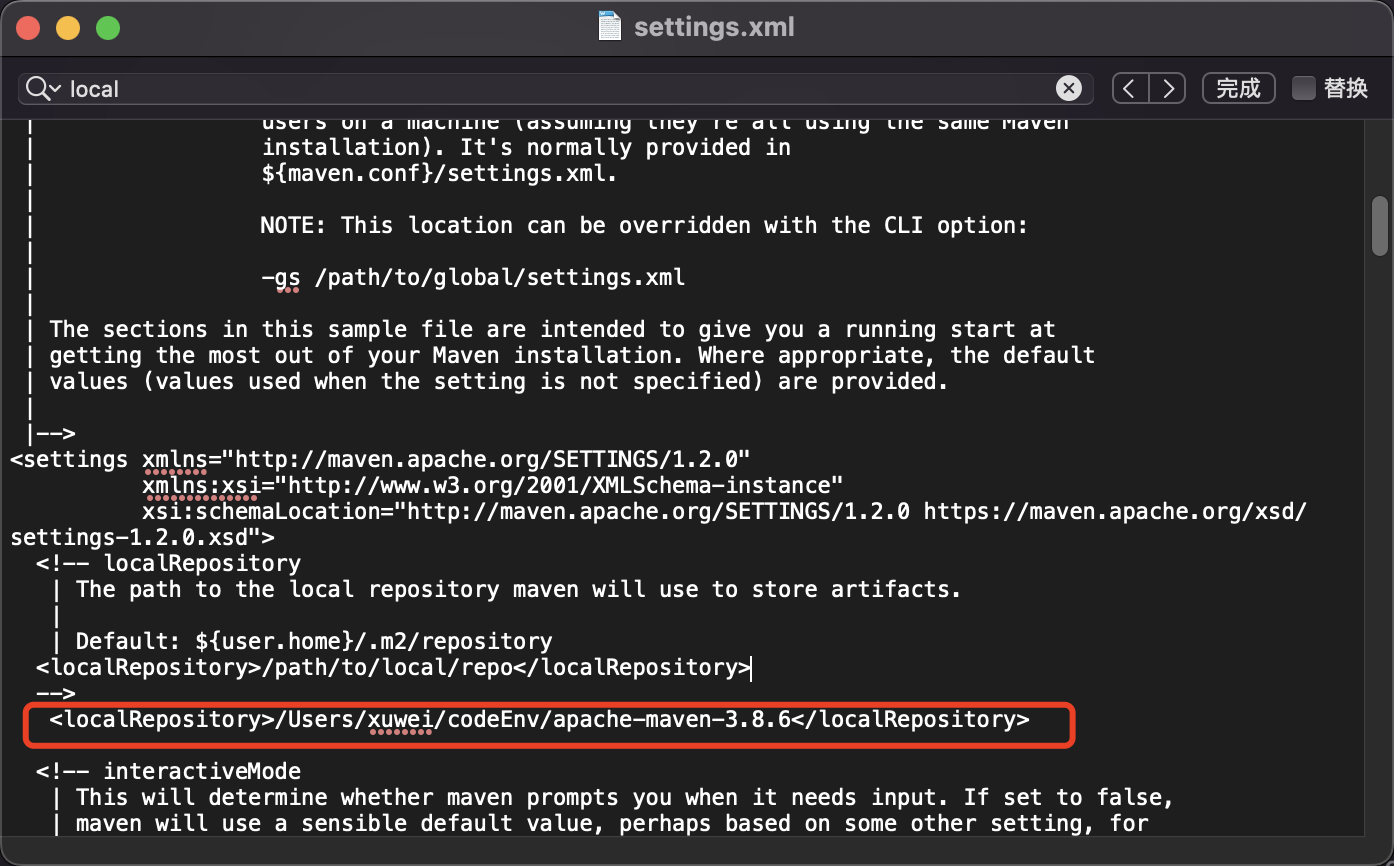 settings.xml
local
完成
替换
| users on a machine (assuming they're all using the same Maven
| installation). It's normally provided in
| ${maven.conf}/settings.xml.
|
| NOTE: This location can be overridden with the CLI option:
|
| -gs /path/to/global/settings.xml
|
| The sections in this sample file are intended to give you a running start at
| getting the most out of your Maven installation. Where appropriate, the default
| values (values used when the setting is not specified) are provided.
|
|-->
<settings xmlns="http://maven.apache.org/SETTINGS/1.2.0"
xmlns:xsi="http://www.w3.org/2001/XMLSchema-instance"
xsi:schemaLocation="http://maven.apache.org/SETTINGS/1.2.0 https://maven.apache.org/xsd/
settings-1.2.0.xsd">
<!-- localRepository
| The path to the local repository maven will use to store artifacts.
|
| Default: ${user.home}/.m2/repository
<localRepository>/path/to/local/repo</localRepository>
-->
<localRepository>/Users/xuwei/codeEnv/apache-maven-3.8.6</localRepository>
<!-- interactiveMode
| This will determine whether maven prompts you when it needs input. If set to false,
| maven will use a sensible default value, perhaps based on some other setting, for